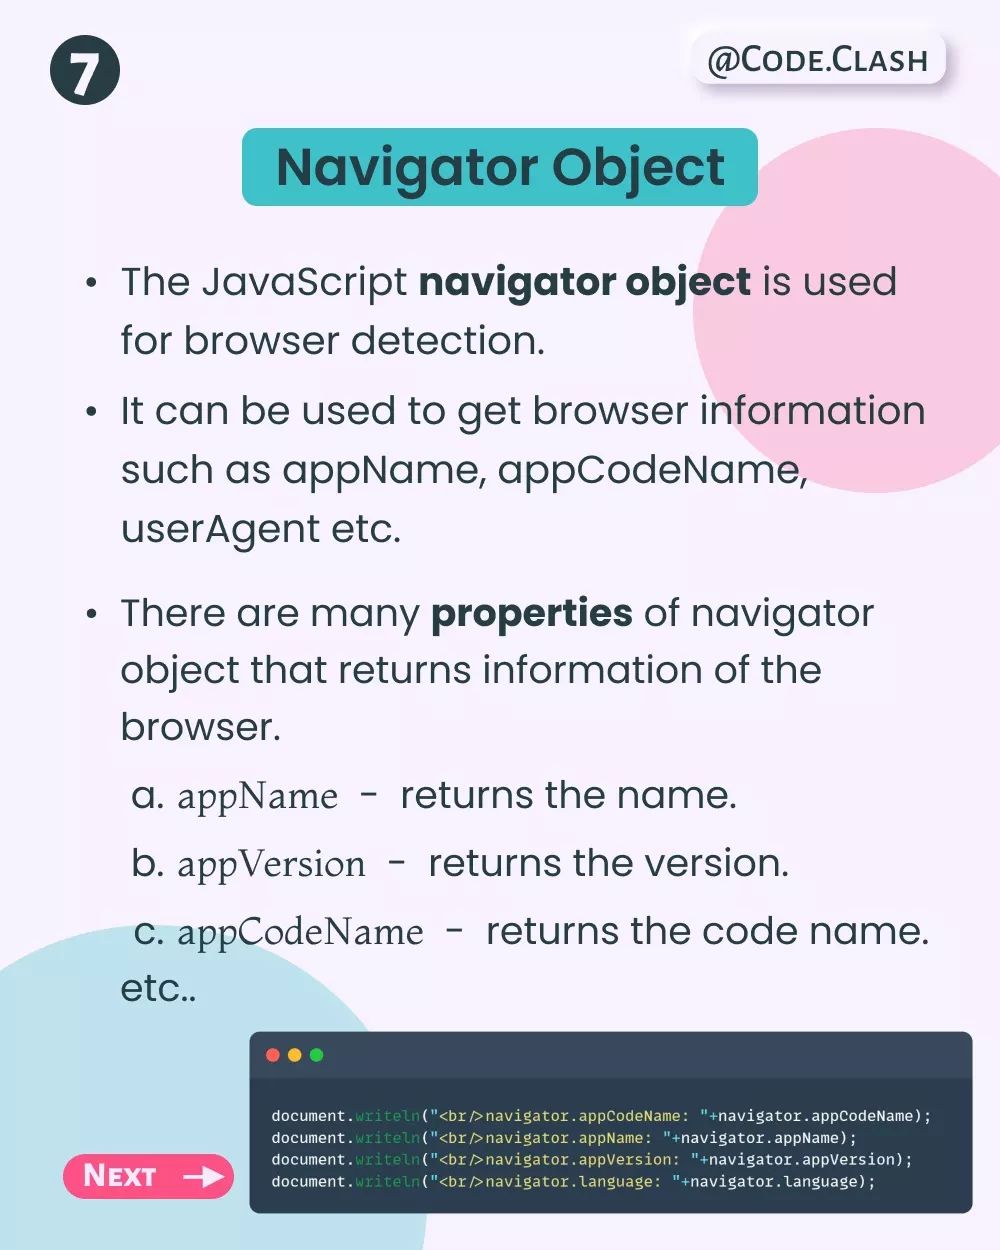 7
@Code.Clash
Navigator Object
• The JavaScript navigator object is used
for browser detection.
• It can be used to get browser information
such as appName, appCodeName,
userAgent etc.
• There are many properties of navigator
object that returns information of the
browser.
a. appName - returns the name.
b. appVersion - returns the version.
c. appCodeName - returns the code name.
etc..
document.writeln("<br/>navigator.appCodeName: "+navigator.appCodeName);
document.writeln("<br/>navigator.appName: "+navigator.appName);
document.writeln("<br/>navigator.appVersion: "+navigator.appVersion);
document.writeln("<br/>navigator.language: "+navigator.language);
Next